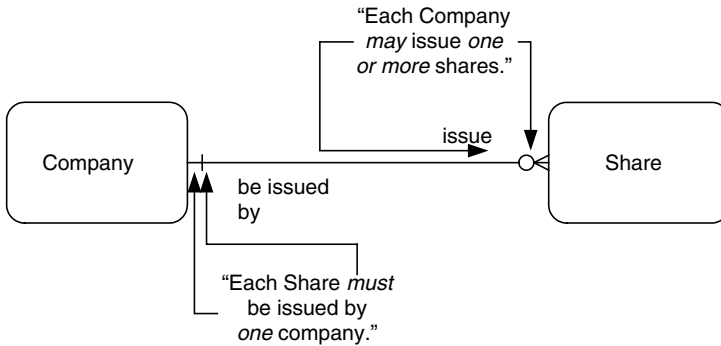 “Each Company
may issue one
or more shares.”
issue
Company
Share
be issued
by
“Each Share must
be issued by
one company.”